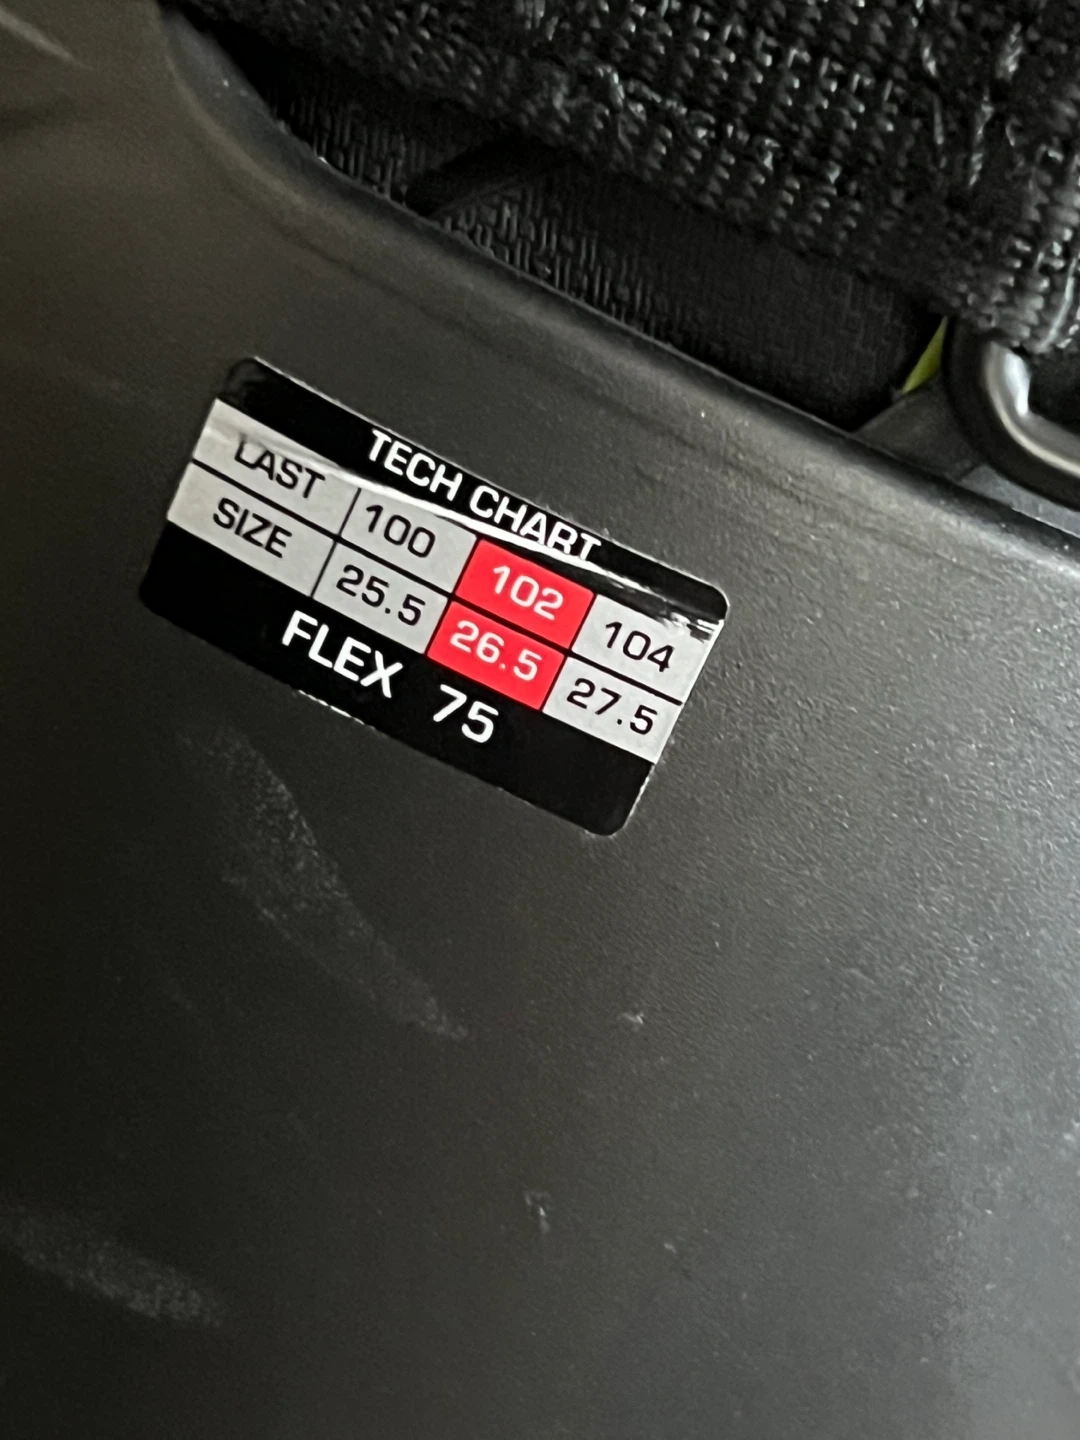 TECH CHART
LAST 100 102 104
SIZE 25.5 26.5 27.5
FLEX 75